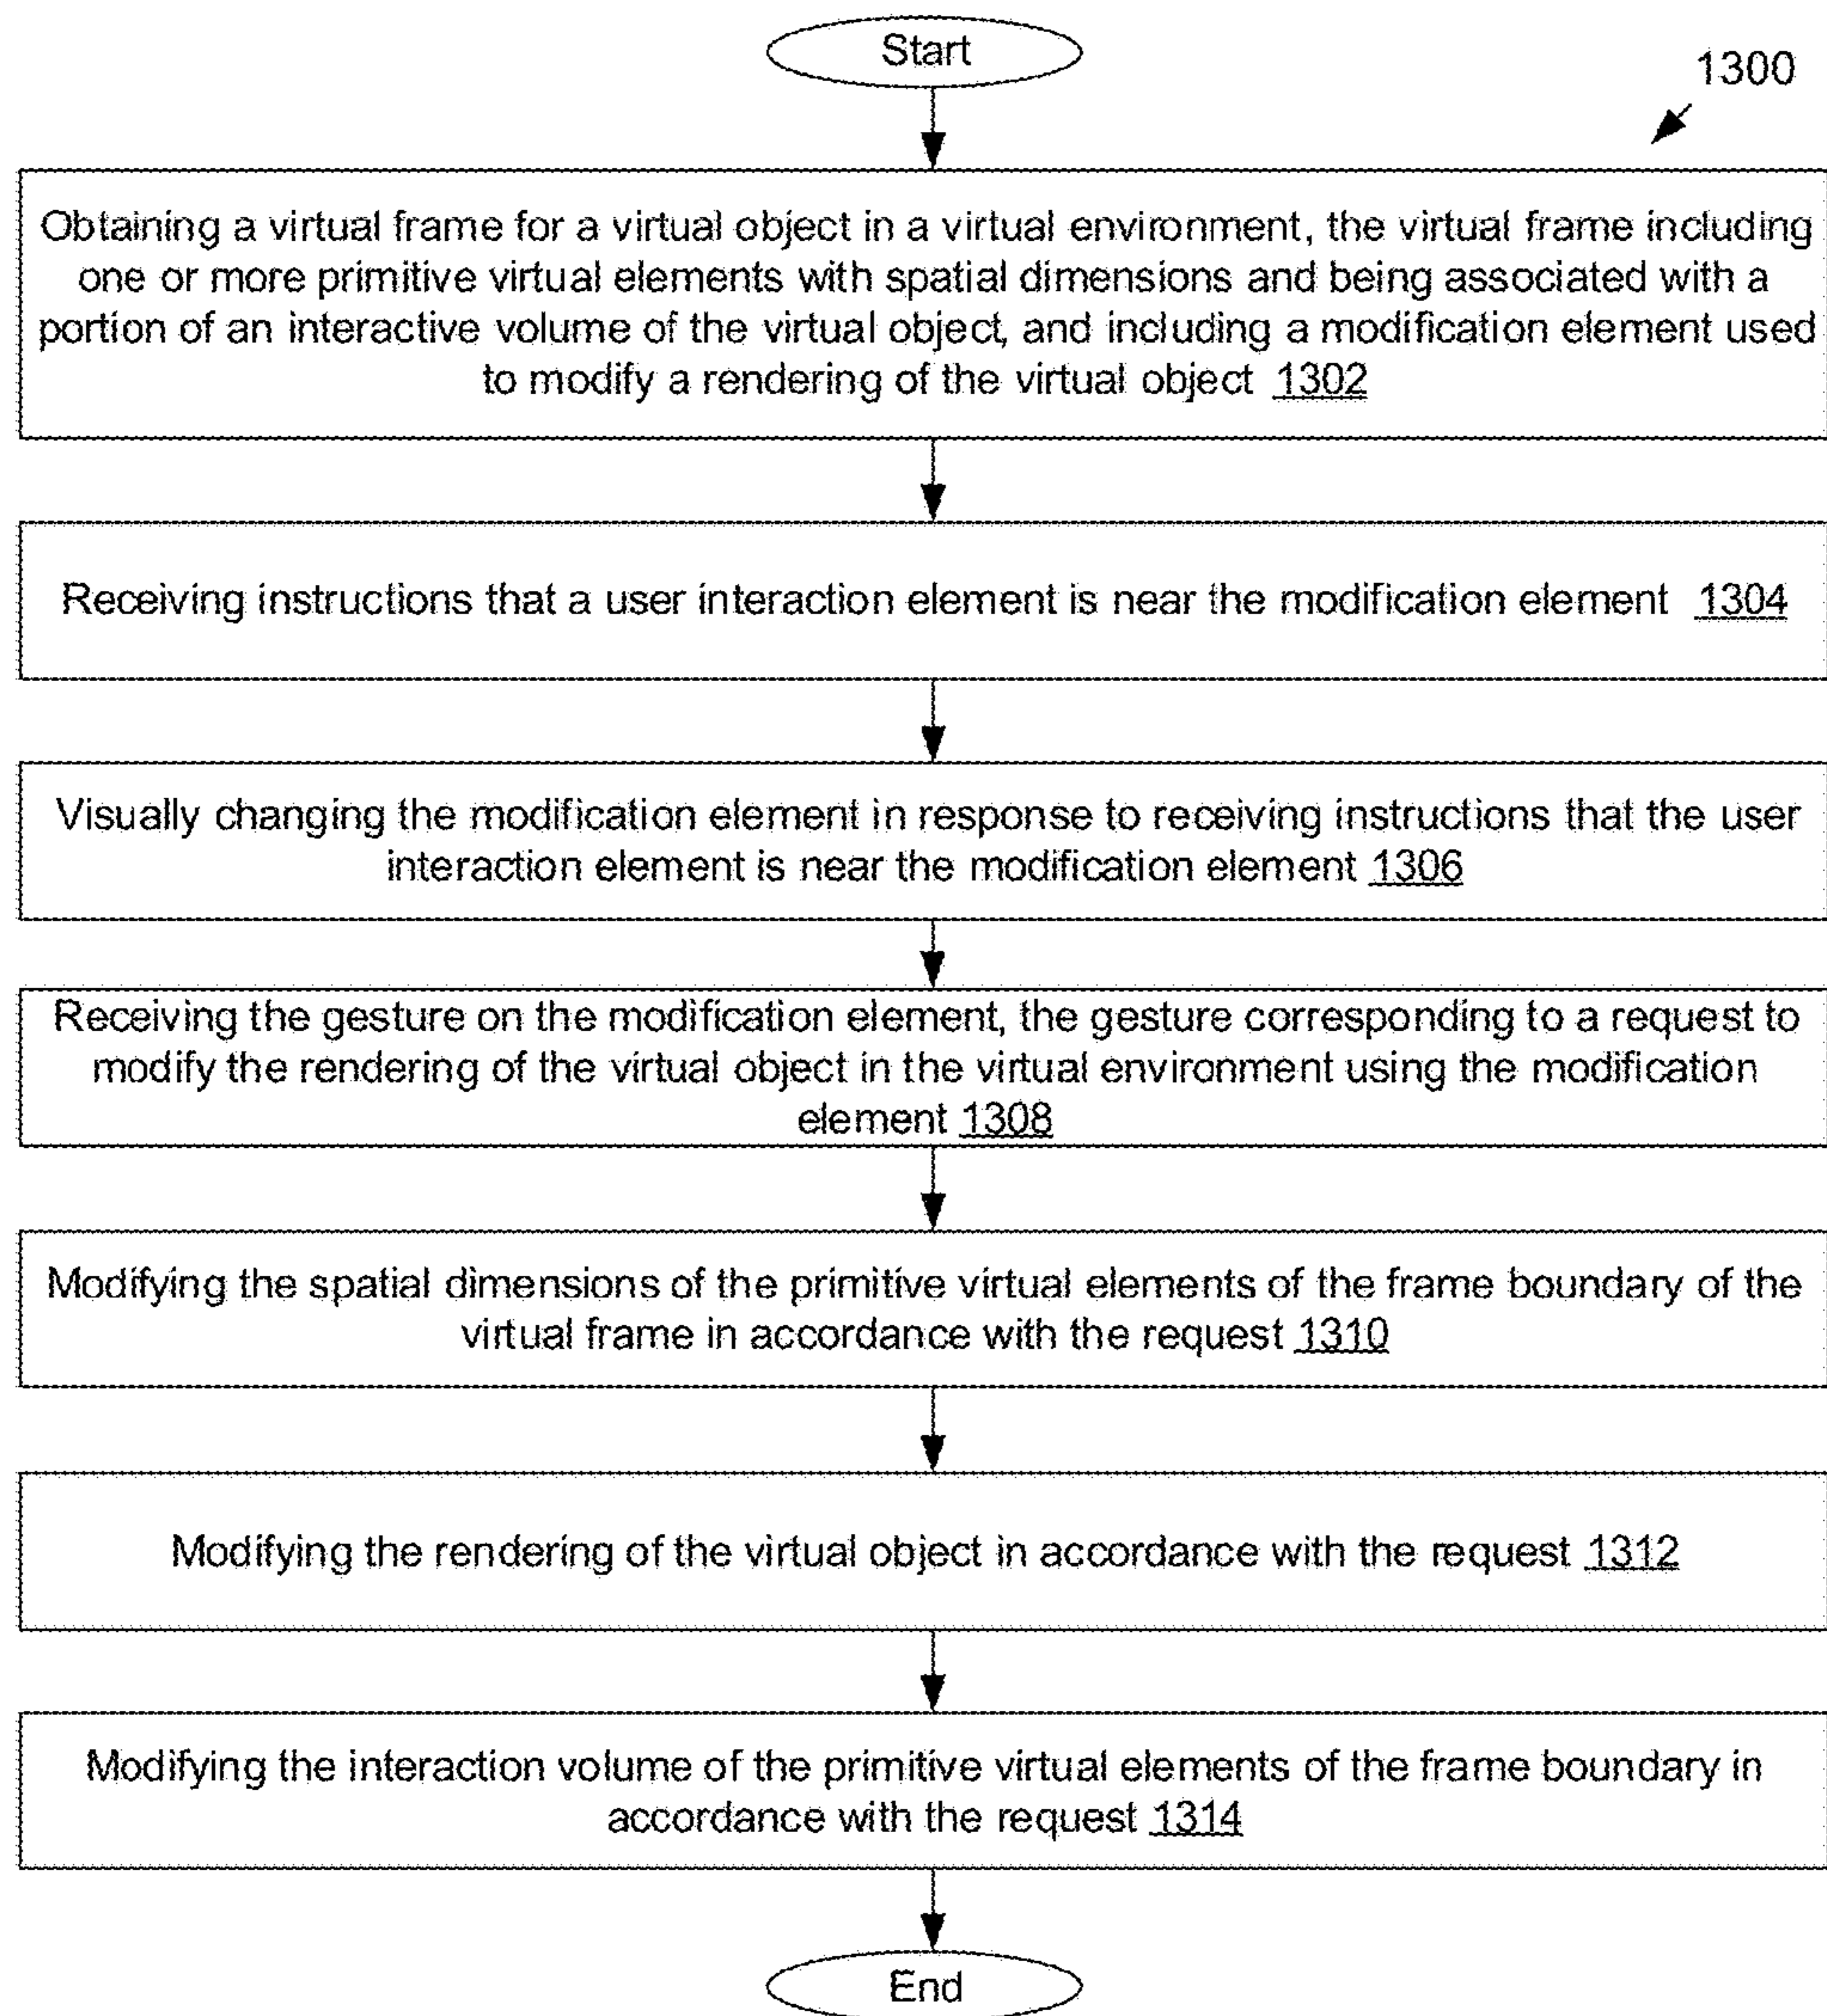 Start
1300
Obtaining a virtual frame for a virtual object in a virtual environment, the virtual frame including
one or more primitive virtual elements with spatial dimensions and being associated with a
portion of an interactive volume of the virtual object, and including a modification element used
to modify a rendering of the virtual object 1302
Receiving instructions that a user interaction element is near the modification element 1304
Visually changing the modification element in response to receiving instructions that the user
interaction element is near the modification element 1306
Receiving the gesture on the modification element, the gesture corresponding to a request to
modify the rendering of the virtual object in the virtual environment using the modification
element 1308
Modifying the spatial dimensions of the primitive virtual elements of the frame boundary of the
virtual frame in accordance with the request 1310
Modifying the rendering of the virtual object in accordance with the request 1312
Modifying the interaction volume of the primitive virtual elements of the frame boundary in
accordance with the request 1314
End